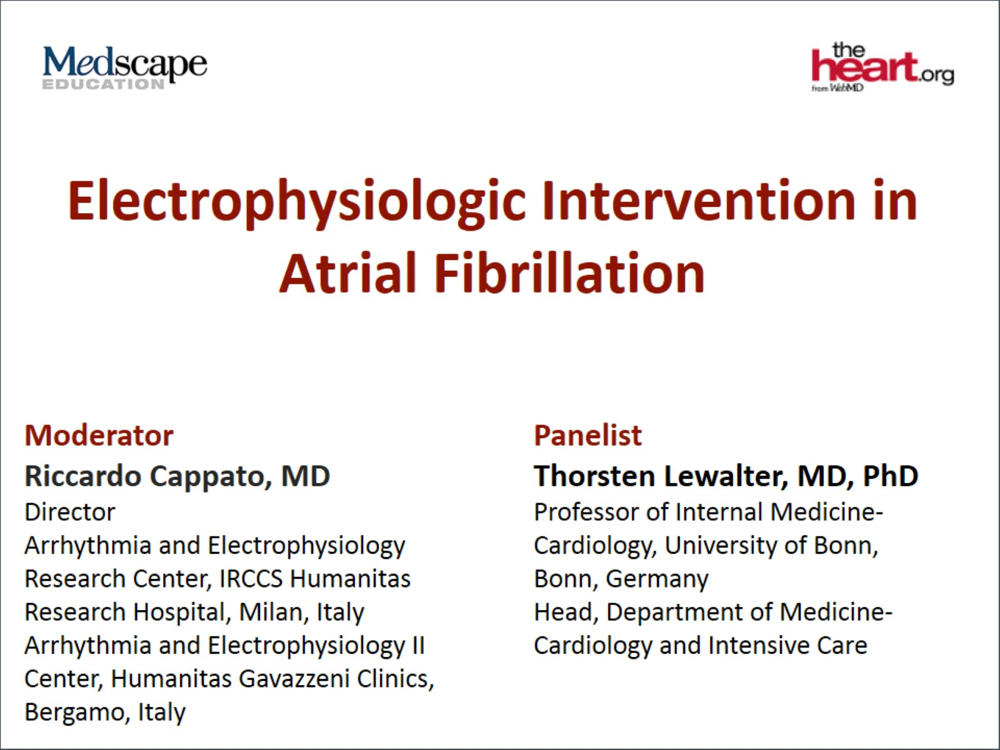 Medscape
EDUCATION
the
heart.org
from WebMD
Electrophysiologic Intervention in
Atrial Fibrillation
Moderator
Riccardo Cappato, MD
Director
Arrhythmia and Electrophysiology
Research Center, IRCCS Humanitas
Research Hospital, Milan, Italy
Arrhythmia and Electrophysiology II
Center, Humanitas Gavazzeni Clinics,
Bergamo, Italy
Panelist
Thorsten Lewalter, MD, PhD
Professor of Internal Medicine-
Cardiology, University of Bonn,
Bonn, Germany
Head, Department of Medicine-
Cardiology and Intensive Care